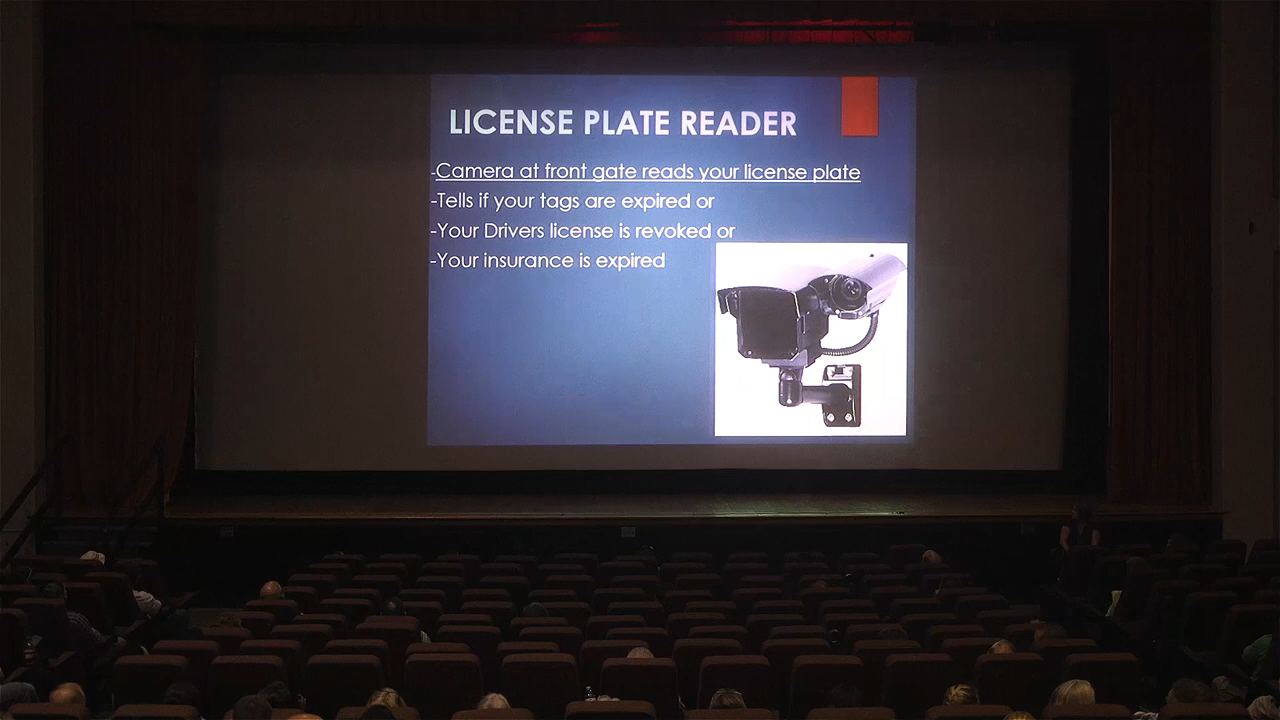 LICENSE PLATE READER
-Camera at front gate reads your license plate
-Tells if your tags are expired or
-Your Drivers license is revoked or
-Your insurance is expired